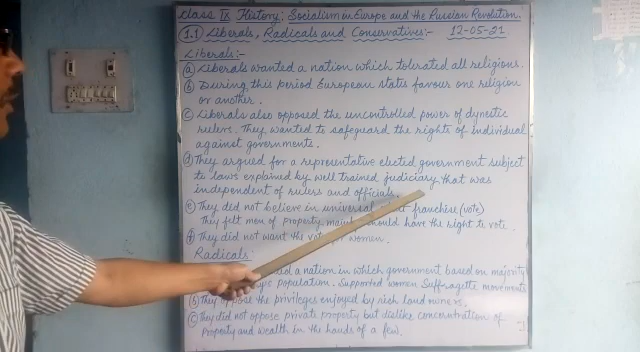 Class IX History: Socialism in Europe and the Russian Revolution.
(1.1) Liberals, Radicals and Conservatives:- 12-05-21
Liberals:-
(a) Liberals wanted a nation which tolerated all religions.
(b) During this period European states favour one religion
or another.
(c) Liberals also opposed the uncontrolled power of dynestic
rulers. They wanted to safeguard the rights of individual
against governments.
(d) They argued for a representative elected government subject
to laws explained by well trained judiciary that was
independent of rulers and officials.
(e) They did not believe in universal franchise (vote)
They felt men of property should have the right to vote.
(f) They did not want the women.
Radicals:
a nation in which government based on majority
population. Supported women Suffragette movements
(b) They the privileges enjoyed by rich land owners.
(c) They did not oppose private property but dislike concentration of
Property and wealth in the hands of a few.